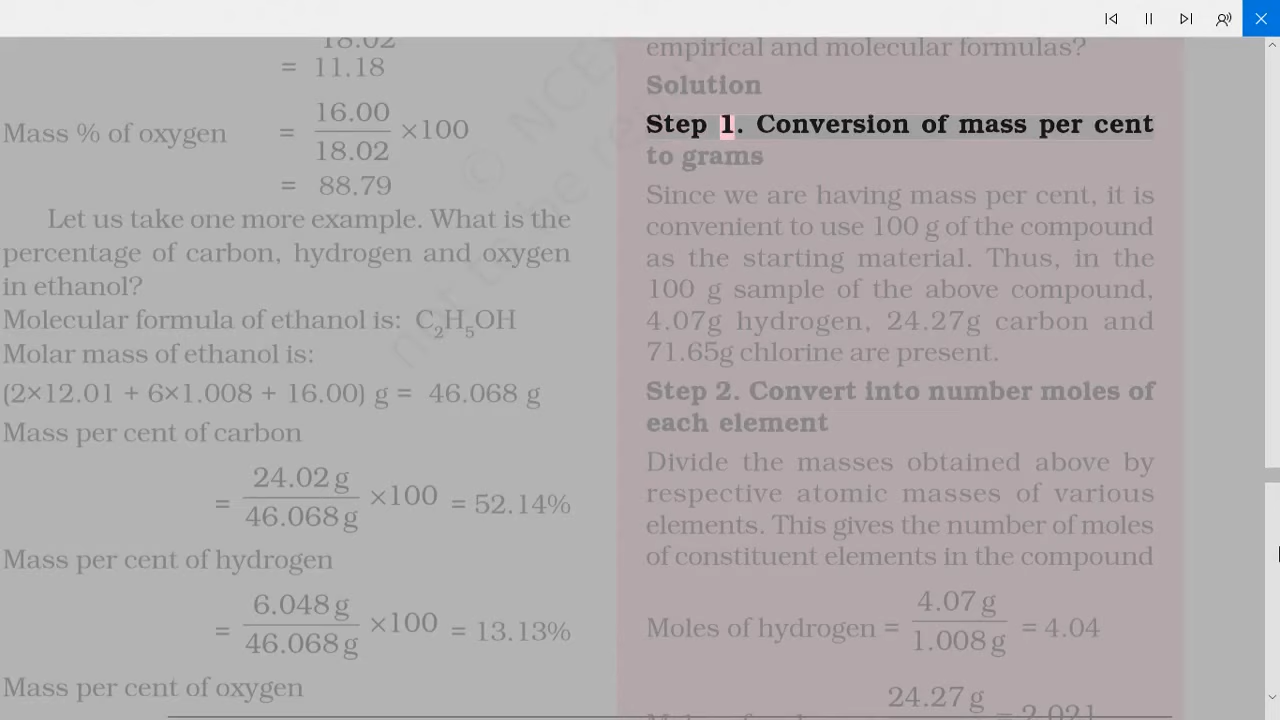 18.02
= 11.18
Mass % of oxygen = 16.00/18.02 ×100
= 88.79
Let us take one more example. What is the
percentage of carbon, hydrogen and oxygen
in ethanol?
Molecular formula of ethanol is: C₂H₅OH
Molar mass of ethanol is:
(2×12.01 + 6×1.008 + 16.00) g = 46.068 g
Mass per cent of carbon
= 24.02 g/46.068 g ×100 = 52.14%
Mass per cent of hydrogen
= 6.048 g/46.068 g ×100 = 13.13%
Mass per cent of oxygen
empirical and molecular formulas?
Solution
Step 1. Conversion of mass per cent
to grams
Since we are having mass per cent, it is
convenient to use 100 g of the compound
as the starting material. Thus, in the
100 g sample of the above compound,
4.07g hydrogen, 24.27g carbon and
71.65g chlorine are present.
Step 2. Convert into number moles of
each element
Divide the masses obtained above by
respective atomic masses of various
elements. This gives the number of moles
of constituent elements in the compound
Moles of hydrogen = 4.07 g/1.008 g = 4.04
24.27 g
= 2.021